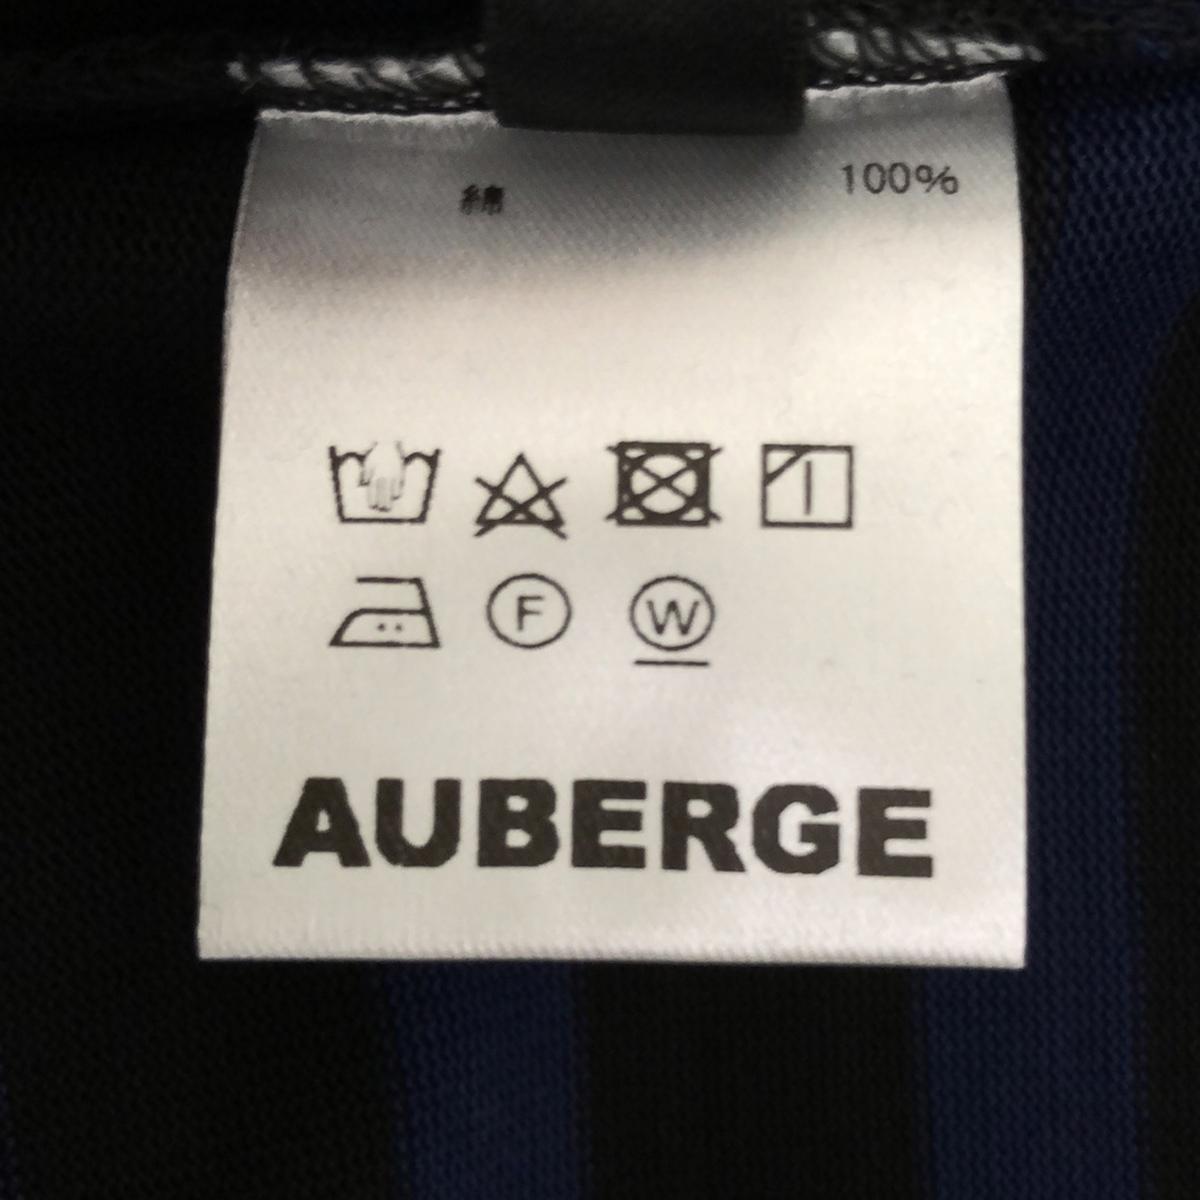 綿 100%
F W
AUBERGE